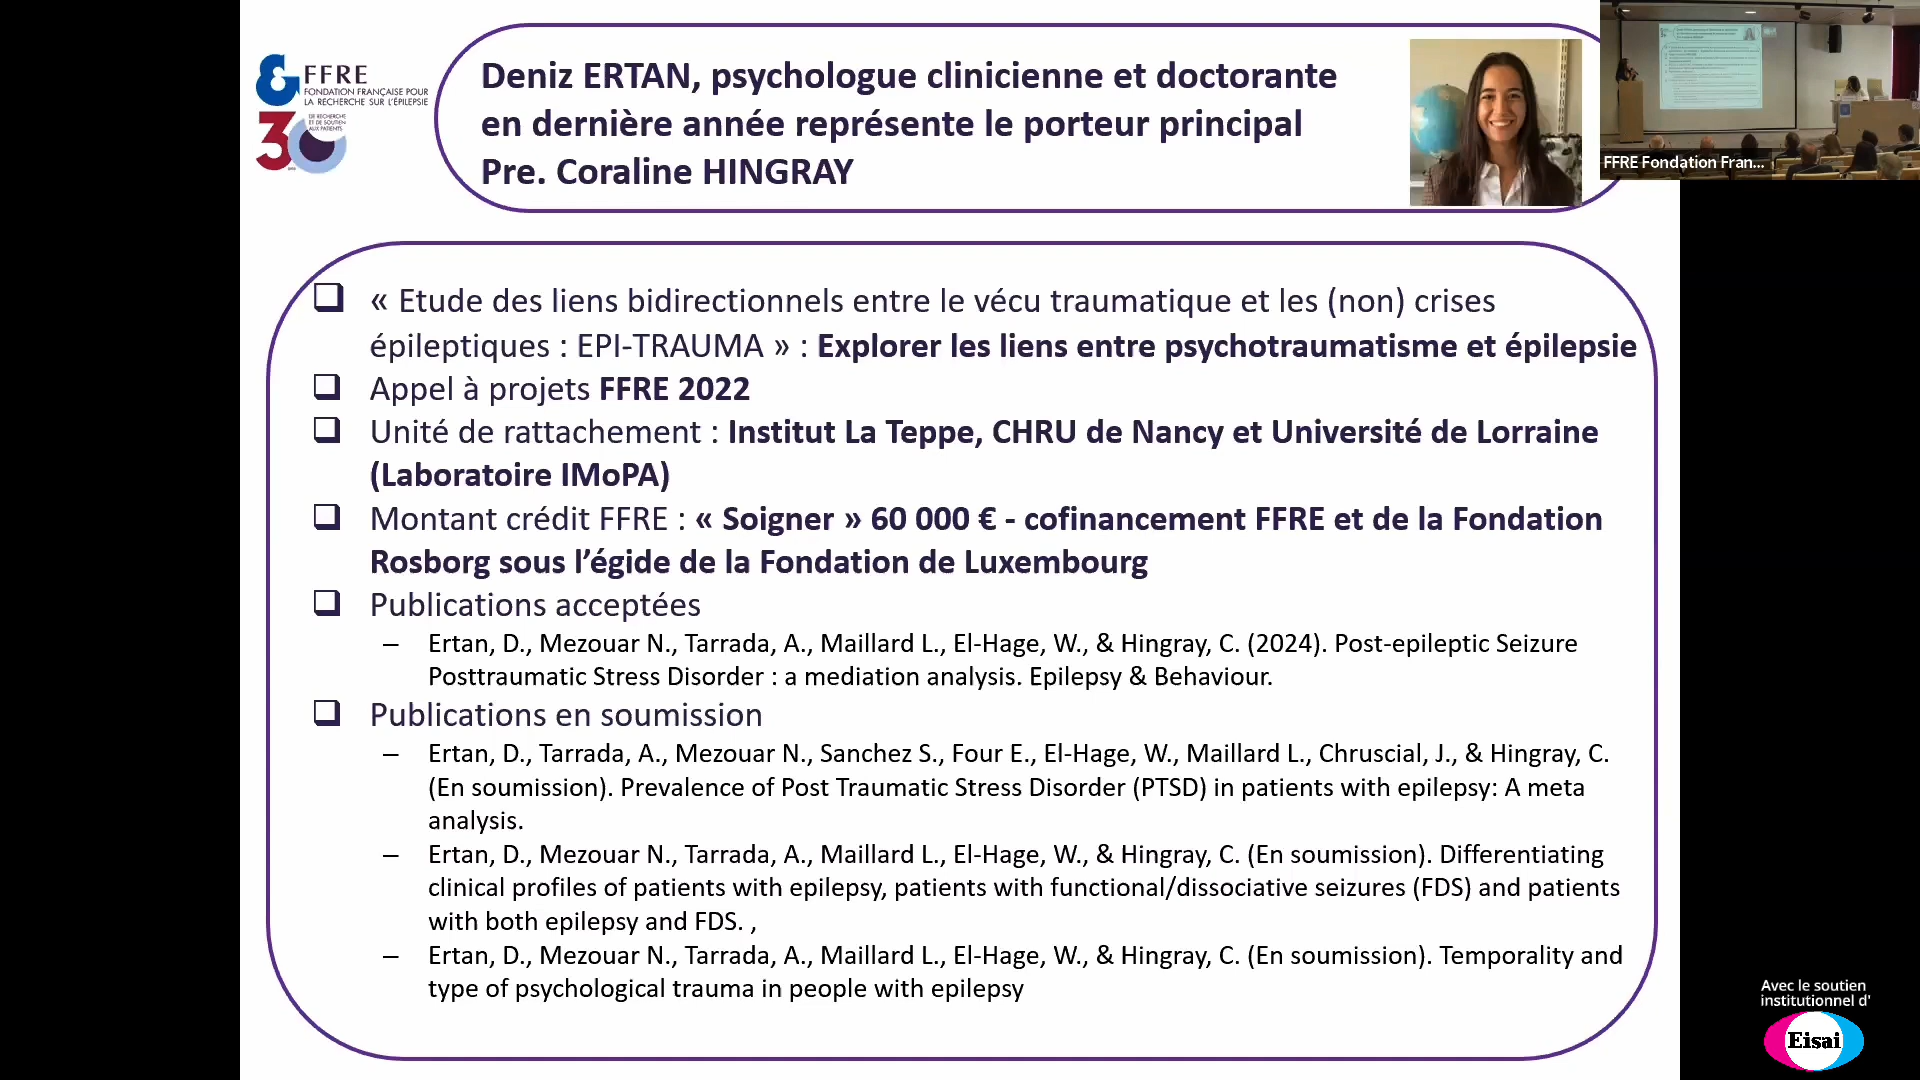 FFRE
FONDATION FRANÇAISE POUR
LA RECHERCHE SUR L'ÉPILEPSIE
30
DE RECHERCHE
ET DE SOUTIEN
AUX PATIENTS
Deniz ERTAN, psychologue clinicienne et doctorante
en dernière année représente le porteur principal
Pre. Coraline HINGRAY
FFRE Fondation Fran...
❑ « Etude des liens bidirectionnels entre le vécu traumatique et les (non) crises
épileptiques : EPI-TRAUMA » : Explorer les liens entre psychotraumatisme et épilepsie
❑ Appel à projets FFRE 2022
❑ Unité de rattachement : Institut La Teppe, CHRU de Nancy et Université de Lorraine
(Laboratoire IMoPA)
❑ Montant crédit FFRE : « Soigner » 60 000 € - cofinancement FFRE et de la Fondation
Rosborg sous l’égide de la Fondation de Luxembourg
❑ Publications acceptées
– Ertan, D., Mezouar N., Tarrada, A., Maillard L., El-Hage, W., & Hingray, C. (2024). Post-epileptic Seizure
Posttraumatic Stress Disorder : a mediation analysis. Epilepsy & Behaviour.
❑ Publications en soumission
– Ertan, D., Tarrada, A., Mezouar N., Sanchez S., Four E., El-Hage, W., Maillard L., Chruscial, J., & Hingray, C.
(En soumission). Prevalence of Post Traumatic Stress Disorder (PTSD) in patients with epilepsy: A meta
analysis.
– Ertan, D., Mezouar N., Tarrada, A., Maillard L., El-Hage, W., & Hingray, C. (En soumission). Differentiating
clinical profiles of patients with epilepsy, patients with functional/dissociative seizures (FDS) and patients
with both epilepsy and FDS. ,
– Ertan, D., Mezouar N., Tarrada, A., Maillard L., El-Hage, W., & Hingray, C. (En soumission). Temporality and
type of psychological trauma in people with epilepsy
Avec le soutien
institutionnel d'
Eisai